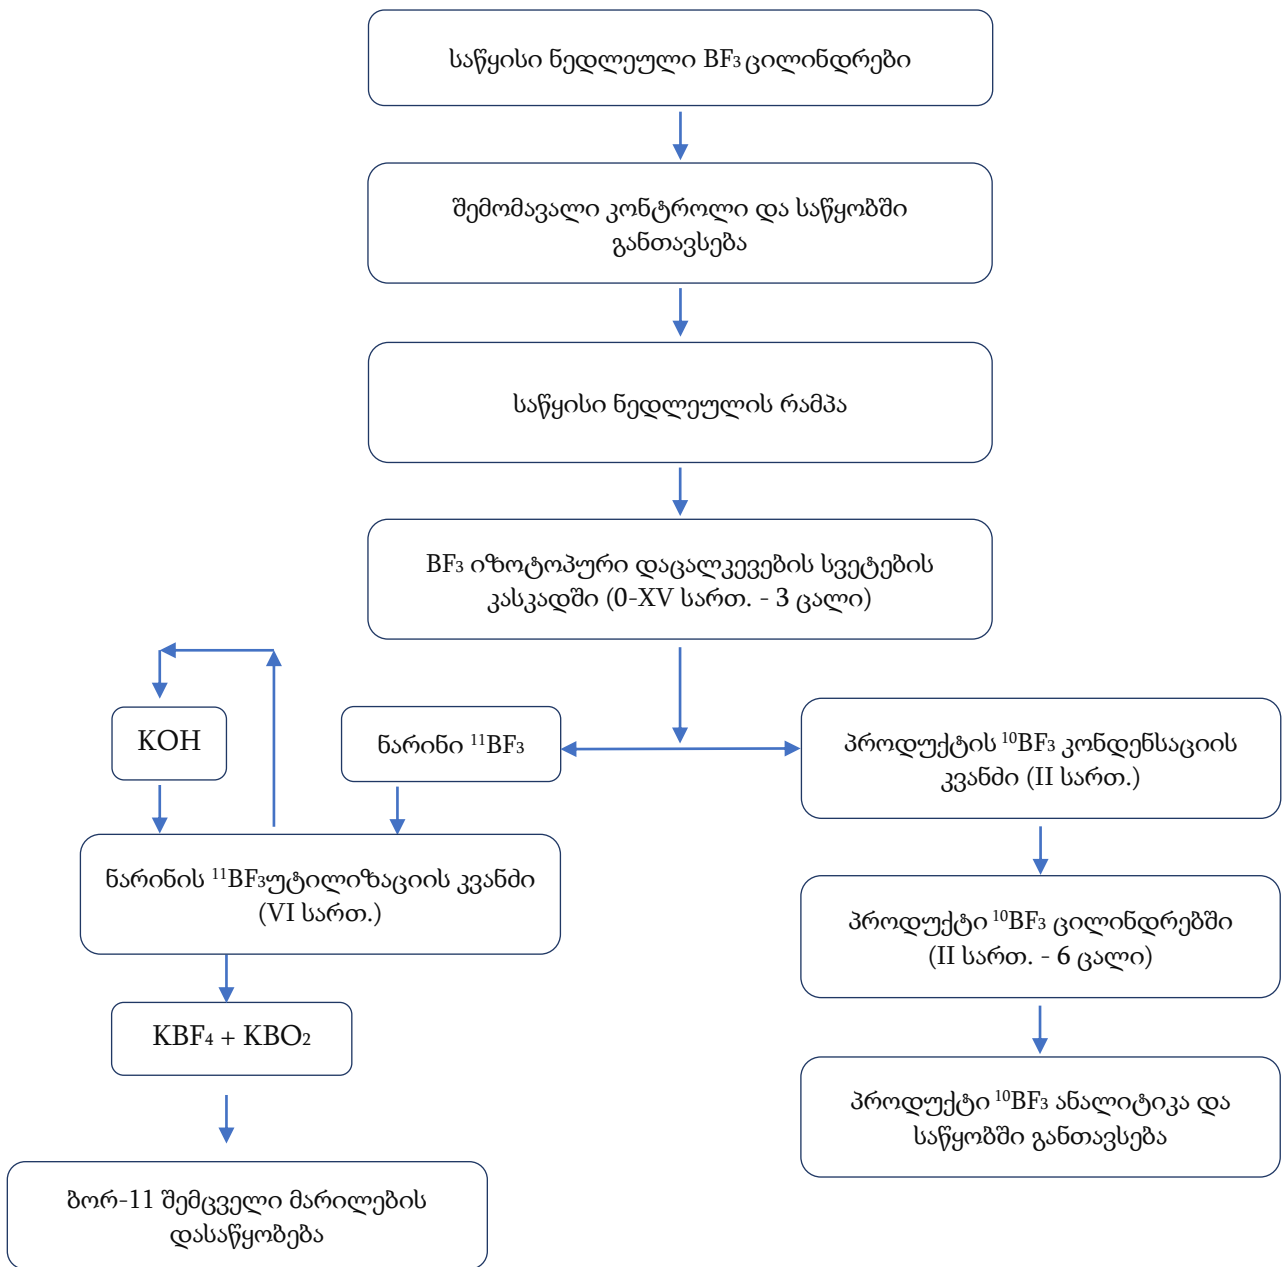 საწყისი ნედლეული BF₃ ცილინდრები
შემომავალი კონტროლი და საწყობში
განთავსება
საწყისი ნედლეულის რამპა
BF₃ იზოტოპური დაცალკევების სვეტების
კასკადში (0-XV სართ. - 3 ცალი)
KOH
ნარინი ¹¹BF₃
პროდუქტის ¹⁰BF₃ კონდენსაციის
კვანძი (II სართ.)
ნარინის ¹¹BF₃უტილიზაციის კვანძი
(VI სართ.)
პროდუქტი ¹⁰BF₃ ცილინდრებში
(II სართ. - 6 ცალი)
KBF₄ + KBO₂
პროდუქტი ¹⁰BF₃ ანალიტიკა და
საწყობში განთავსება
ბორ-11 შემცველი მარილების
დასაწყობება